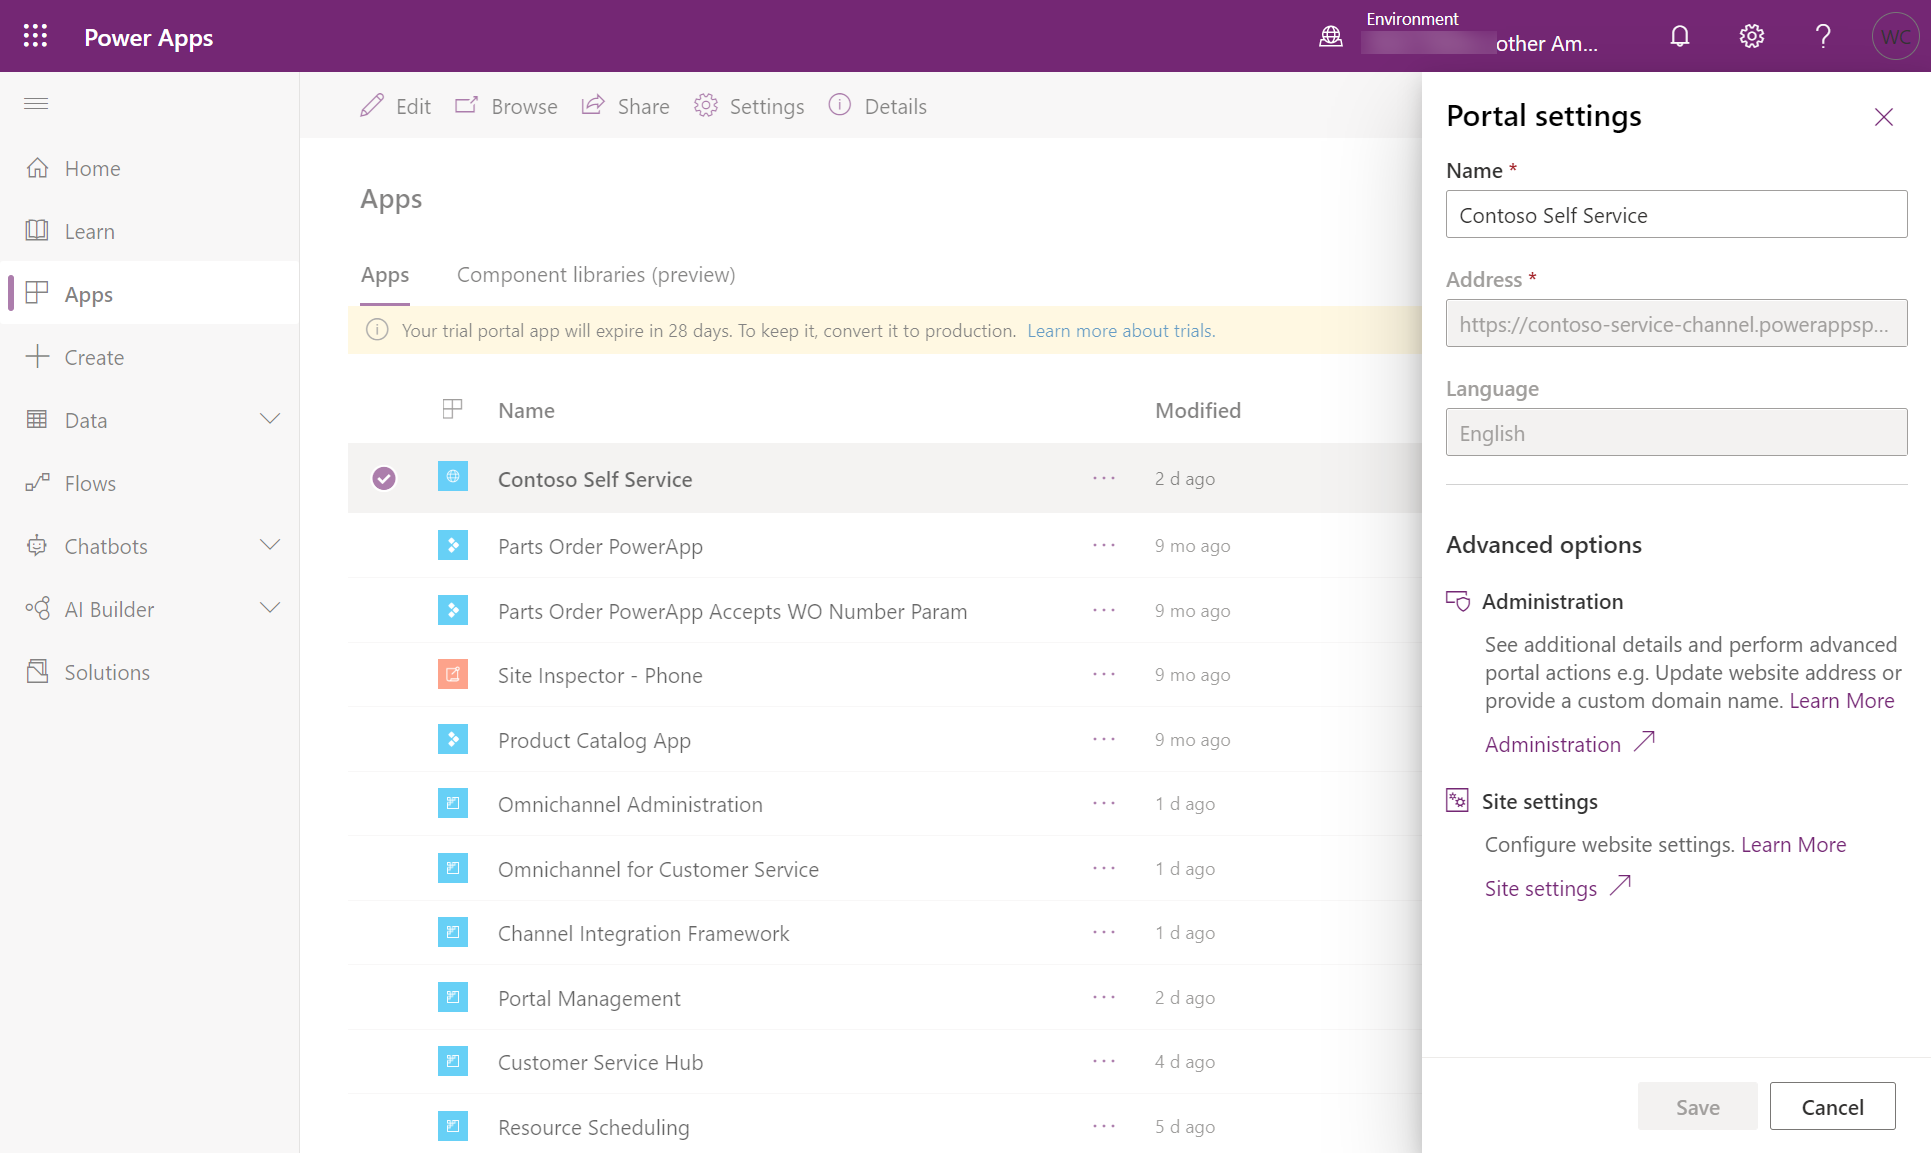 Power Apps
Environment
other Am...
WC
Home
Learn
Apps
Create
Data
Flows
Chatbots
AI Builder
Solutions
Edit
Browse
Share
Settings
Details
Apps
Apps
Component libraries (preview)
Your trial portal app will expire in 28 days. To keep it, convert it to production. Learn more about trials.
Name Modified
Contoso Self Service ... 2 d ago
Parts Order PowerApp ... 9 mo ago
Parts Order PowerApp Accepts WO Number Param ... 9 mo ago
Site Inspector - Phone ... 9 mo ago
Product Catalog App ... 9 mo ago
Omnichannel Administration ... 1 d ago
Omnichannel for Customer Service ... 1 d ago
Channel Integration Framework ... 1 d ago
Portal Management ... 2 d ago
Customer Service Hub ... 4 d ago
Resource Scheduling ... 5 d ago
Portal settings
Name *
Contoso Self Service
Address *
https://contoso-service-channel.powerappsp...
Language
English
Advanced options
Administration
See additional details and perform advanced
portal actions e.g. Update website address or
provide a custom domain name. Learn More
Administration
Site settings
Configure website settings. Learn More
Site settings
Save
Cancel